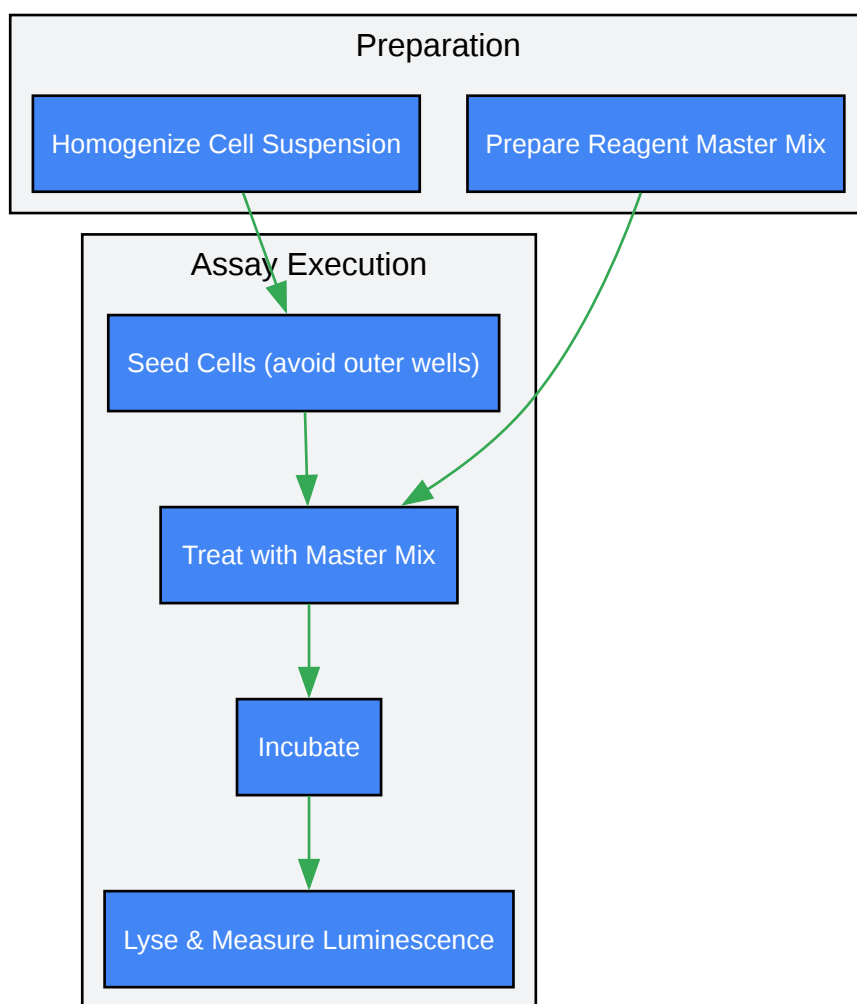 Preparation
Homogenize Cell Suspension
Prepare Reagent Master Mix
Assay Execution
Seed Cells (avoid outer wells)
Treat with Master Mix
Incubate
Lyse & Measure Luminescence